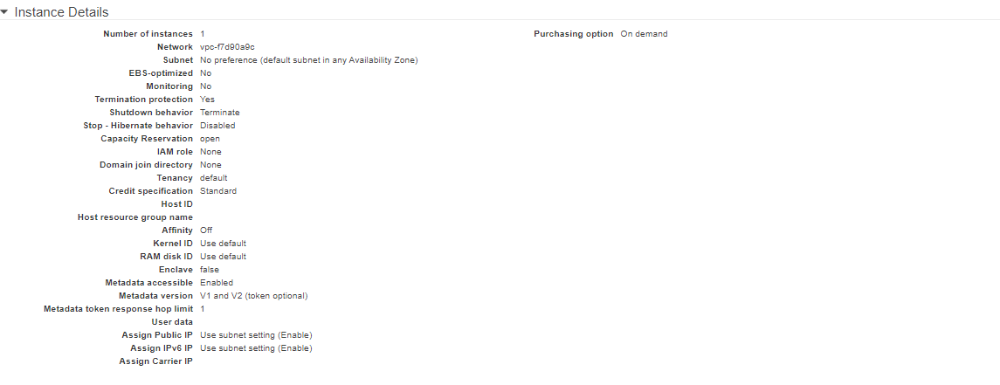 Instance Details
Number of instances 1
Purchasing option On demand
Network vpc-f7d90a9c
Subnet No preference (default subnet in any Availability Zone)
EBS-optimized No
Monitoring No
Termination protection Yes
Shutdown behavior Terminate
Stop - Hibernate behavior Disabled
Capacity Reservation open
IAM role None
Domain join directory None
Tenancy default
Credit specification Standard
Host ID
Host resource group name
Affinity Off
Kernel ID Use default
RAM disk ID Use default
Enclave false
Metadata accessible Enabled
Metadata version V1 and V2 (token optional)
Metadata token response hop limit 1
User data
Assign Public IP Use subnet setting (Enable)
Assign IPv6 IP Use subnet setting (Enable)
Assign Carrier IP